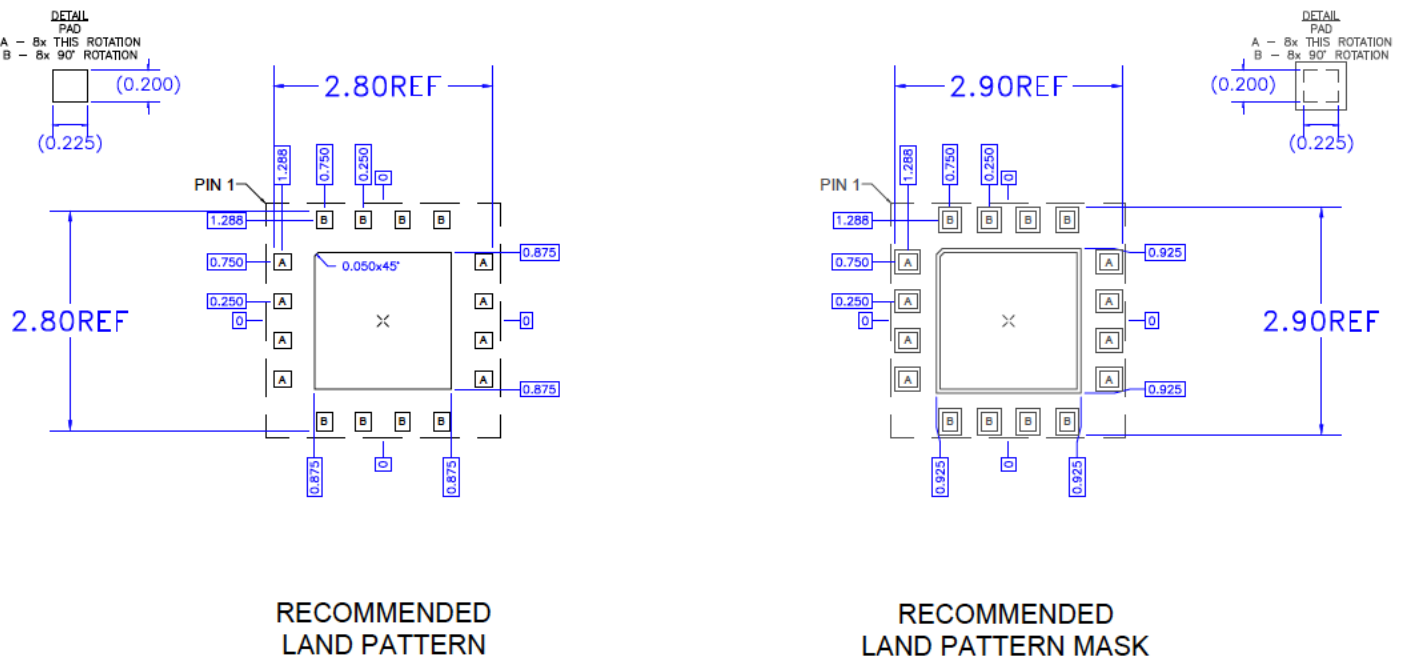 DETAIL
PAD
A – 8x THIS ROTATION
B – 8x 90° ROTATION
(0.200)
(0.225)
2.80REF
1.288
0.750
0.250
0
PIN 1
1.288
B B B B
0.875
0.750
A
0.050x45°
A
0.250
A
A
2.80REF
0
0
A
A
A
A
0.875
B B B B
0.875
0
0.875
RECOMMENDED
LAND PATTERN
DETAIL
PAD
A – 8x THIS ROTATION
B – 8x 90° ROTATION
(0.200)
(0.225)
2.90REF
1.288
0.750
0.250
0
PIN 1
1.288
B B B B
0.925
0.750
A
A
0.250
A
A
0
0
2.90REF
A
A
A
A
0.925
B B B B
0.925
0
0.925
RECOMMENDED
LAND PATTERN MASK